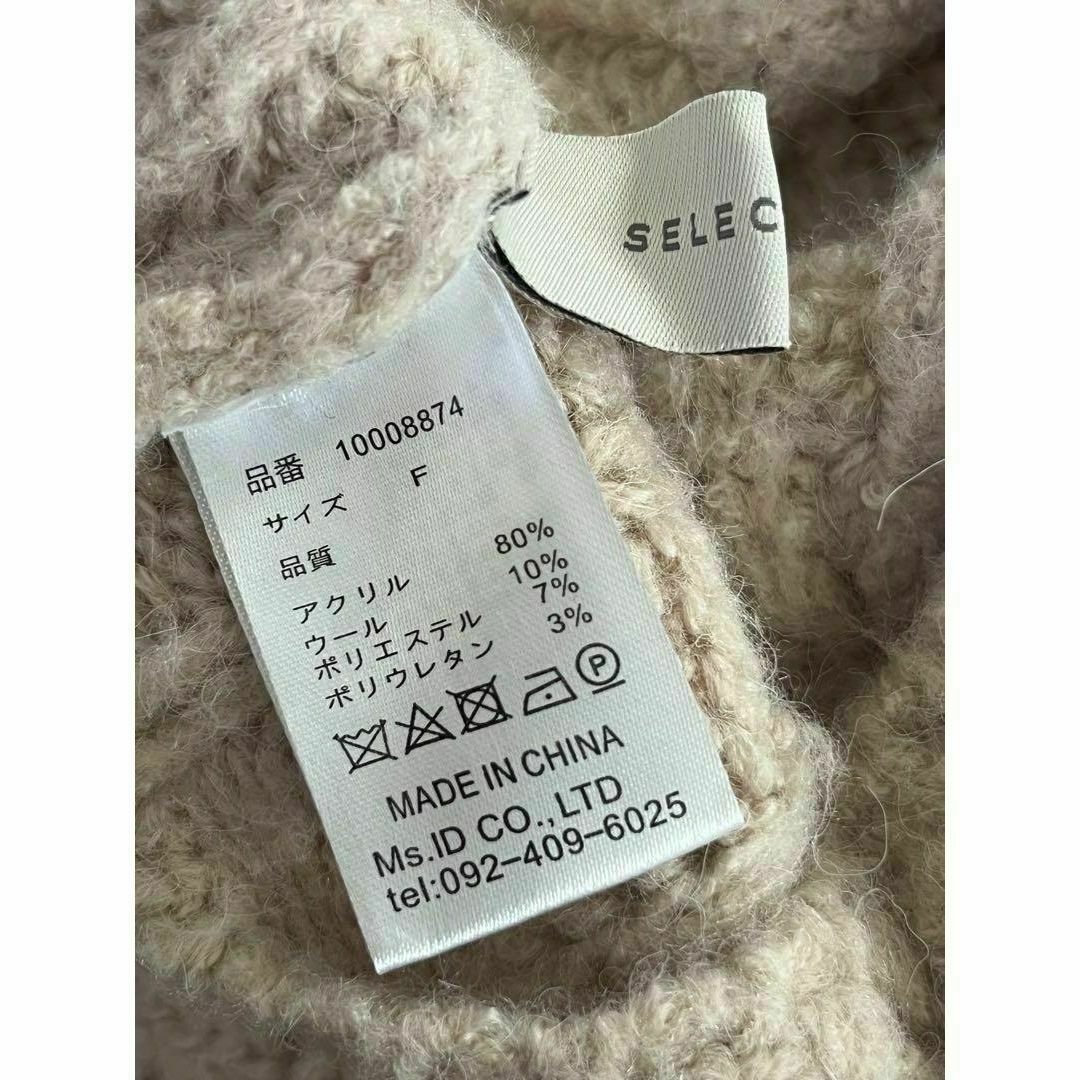 SELEC
品番 10008874
サイズ F
品質
アクリル 80%
ウール 10%
ポリエステル 7%
ポリウレタン 3%
P
MADE IN CHINA
Ms.ID CO.,LTD
tel:092-409-6025